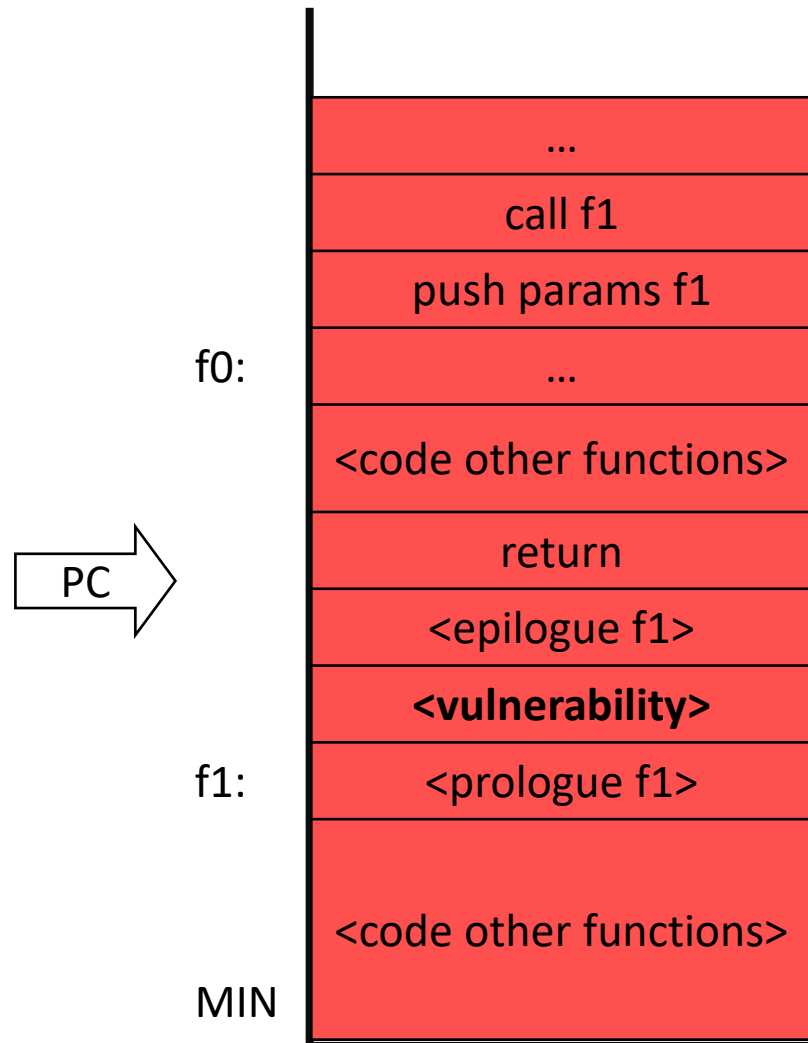 …
call f1
push params f1
f0:
…
<code other functions>
return
PC
<epilogue f1>
<vulnerability>
f1:
<prologue f1>
<code other functions>
MIN